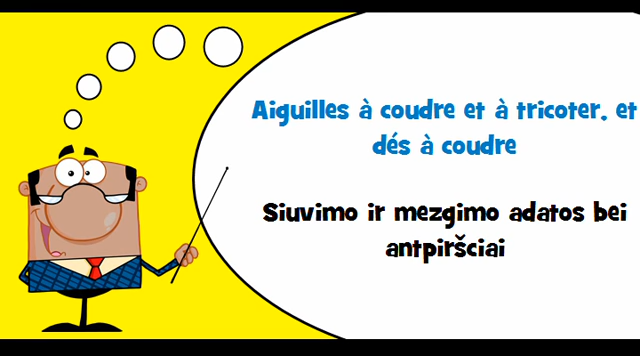 Aiguilles à coudre et à tricoter, et
dés à coudre
Siuvimo ir mezgimo adatos bei
antpirščiai